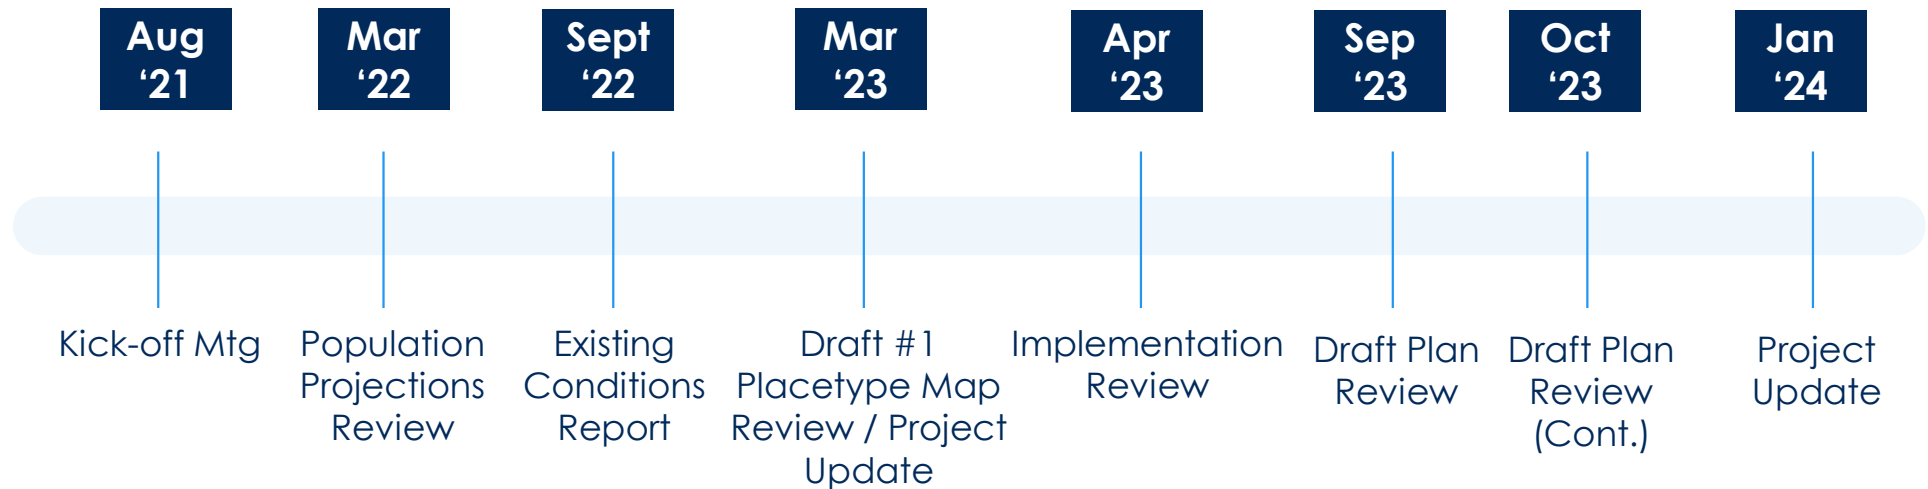 Aug
‘21
Mar
‘22
Sept
‘22
Mar
‘23
Apr
‘23
Sep
‘23
Oct
‘23
Jan
‘24
Kick-off Mtg
Population
Projections
Review
Existing
Conditions
Report
Draft #1
Placetype Map
Review / Project
Update
Implementation
Review
Draft Plan
Review
Draft Plan
Review
(Cont.)
Project
Update